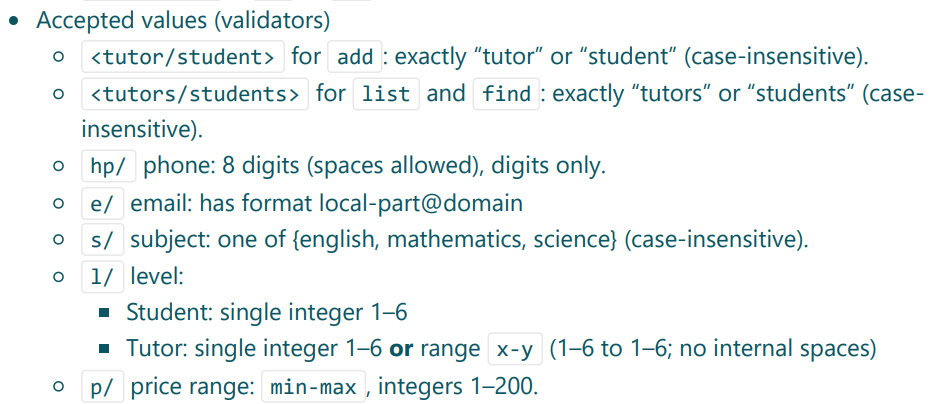 Accepted values (validators)
<tutor/student> for add: exactly “tutor” or “student” (case-insensitive).
<tutors/students> for list and find: exactly “tutors” or “students” (case-
insensitive).
hp/ phone: 8 digits (spaces allowed), digits only.
e/ email: has format local-part@domain
s/ subject: one of {english, mathematics, science} (case-insensitive).
l/ level:
Student: single integer 1–6
Tutor: single integer 1–6 or range x-y (1–6 to 1–6; no internal spaces)
p/ price range: min-max, integers 1–200.